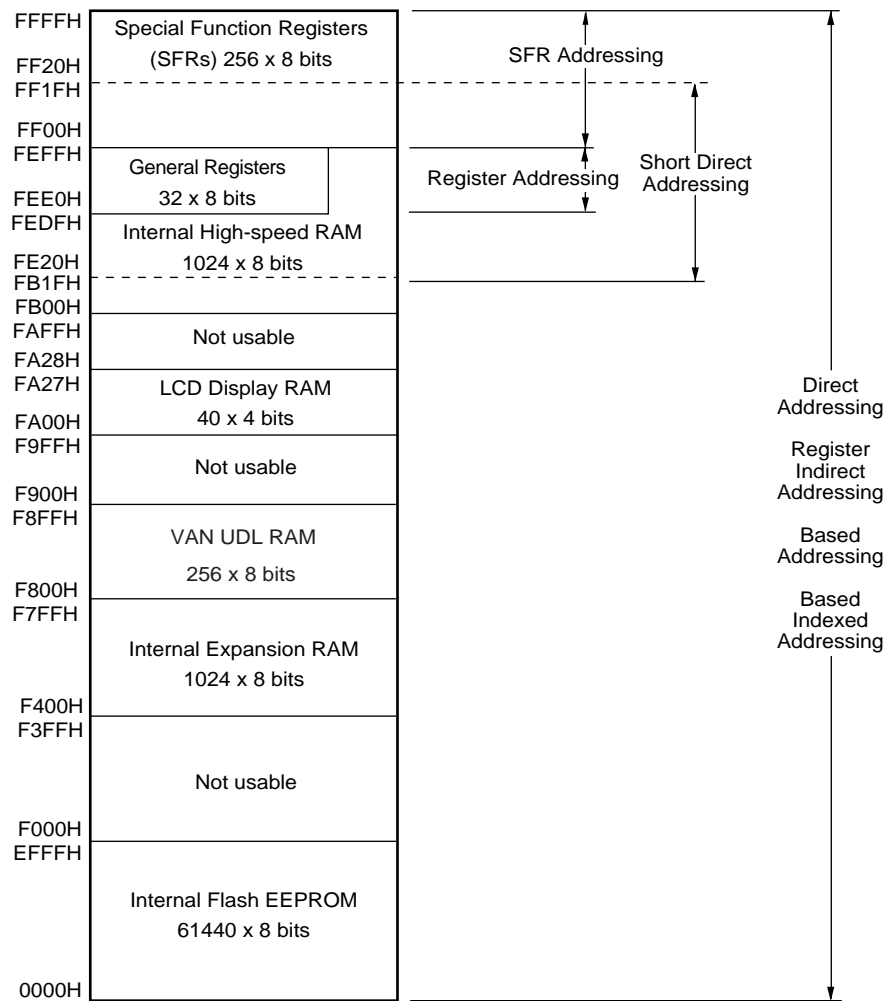 FFFFH
Special Function Registers
(SFRs) 256 x 8 bits
SFR Addressing
FF20H
FF1FH
FF00H
FEFFH
General Registers
32 x 8 bits
Register Addressing
Short Direct
Addressing
FEE0H
FEDFH
Internal High-speed RAM
1024 x 8 bits
FE20H
FB1FH
FB00H
FAFFH
Not usable
FA28H
FA27H
LCD Display RAM
40 x 4 bits
Direct
Addressing
FA00H
F9FFH
Not usable
Register
Indirect
Addressing
F900H
F8FFH
VAN UDL RAM
256 x 8 bits
Based
Addressing
F800H
F7FFH
Based
Indexed
Addressing
Internal Expansion RAM
1024 x 8 bits
F400H
F3FFH
Not usable
F000H
EFFFH
Internal Flash EEPROM
61440 x 8 bits
0000H